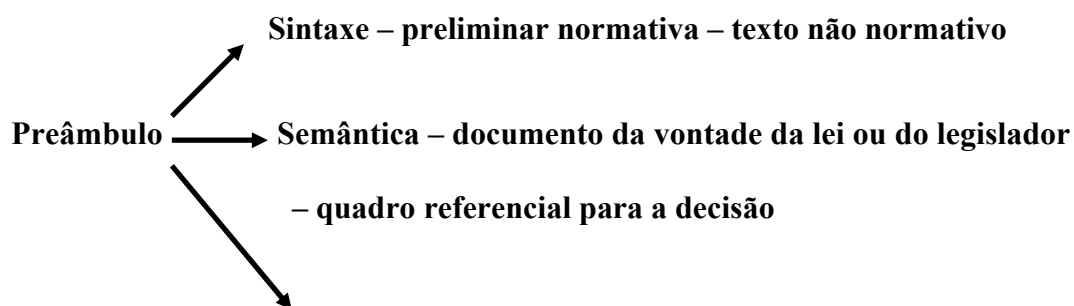 Sintaxe – preliminar normativa – texto não normativo
Preâmbulo
Semântica – documento da vontade da lei ou do legislador
– quadro referencial para a decisão